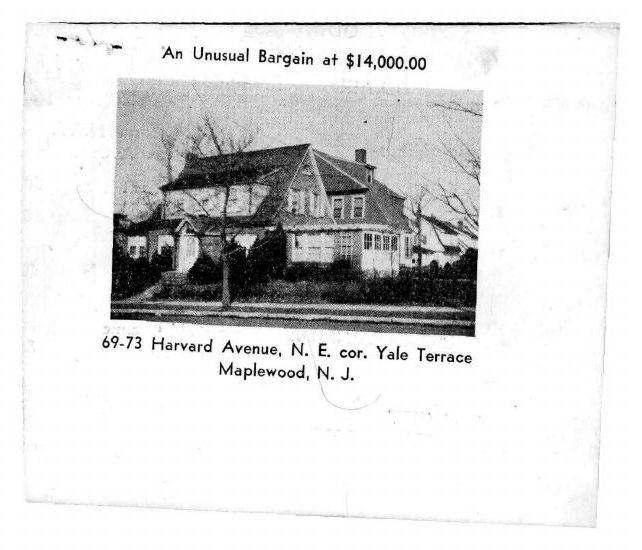 An Unusual Bargain at $14,000.00
69-73 Harvard Avenue, N. E. cor. Yale Terrace
Maplewood, N. J.